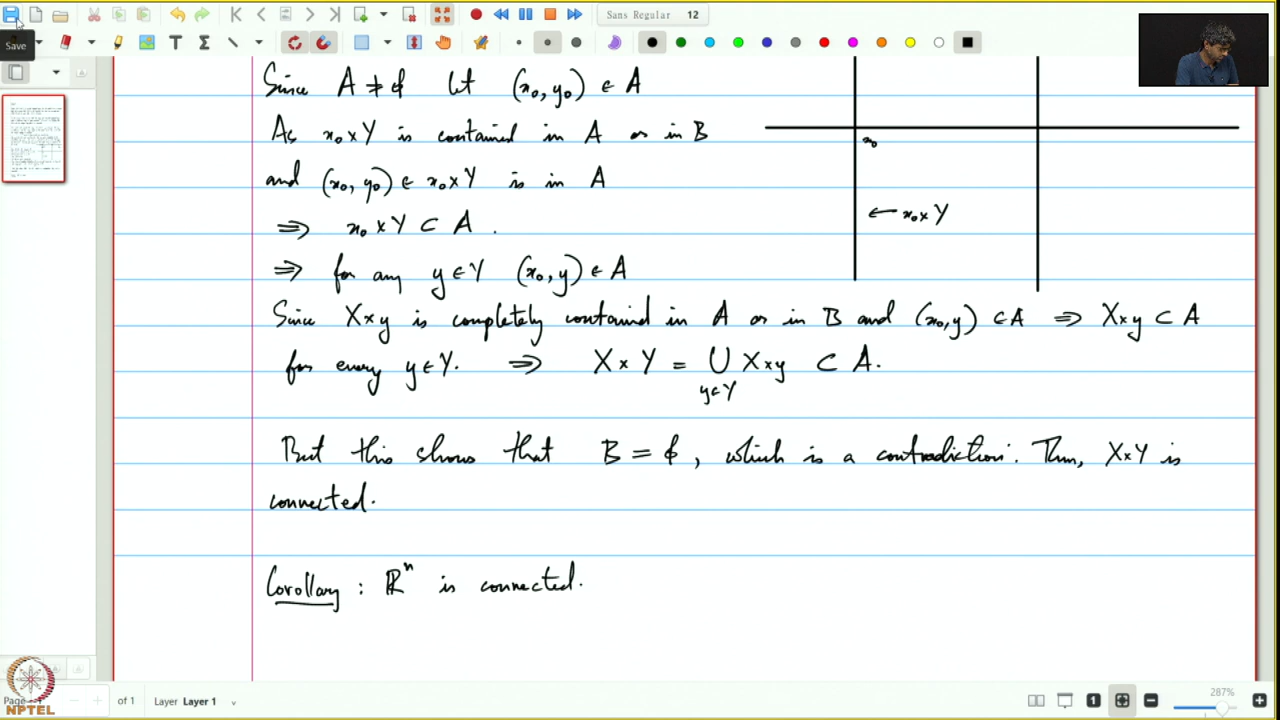 Sans Regular 12
Save
Since A ≠ ϕ let (x₀, y₀) ∈ A
As x₀ × Y is contained in A or in B
and (x₀, y₀) ∈ x₀ × Y is in A
⇒ x₀ × Y ⊂ A.
⇒ for any y ∈ Y (x₀, y) ∈ A
x₀
← x₀ × Y
Since X × y is completely contained in A or in B and (x₀, y) ⊂ A ⇒ X × y ⊂ A
for every y ∈ Y. ⇒ X × Y = ∪ X × y ⊂ A.
y ∈ Y
But this shows that B = ϕ, which is a contradiction. Thus, X × Y is
connected.
Corollary : ℝⁿ is connected.
Page
of 1 Layer Layer 1
287%
NPTEL